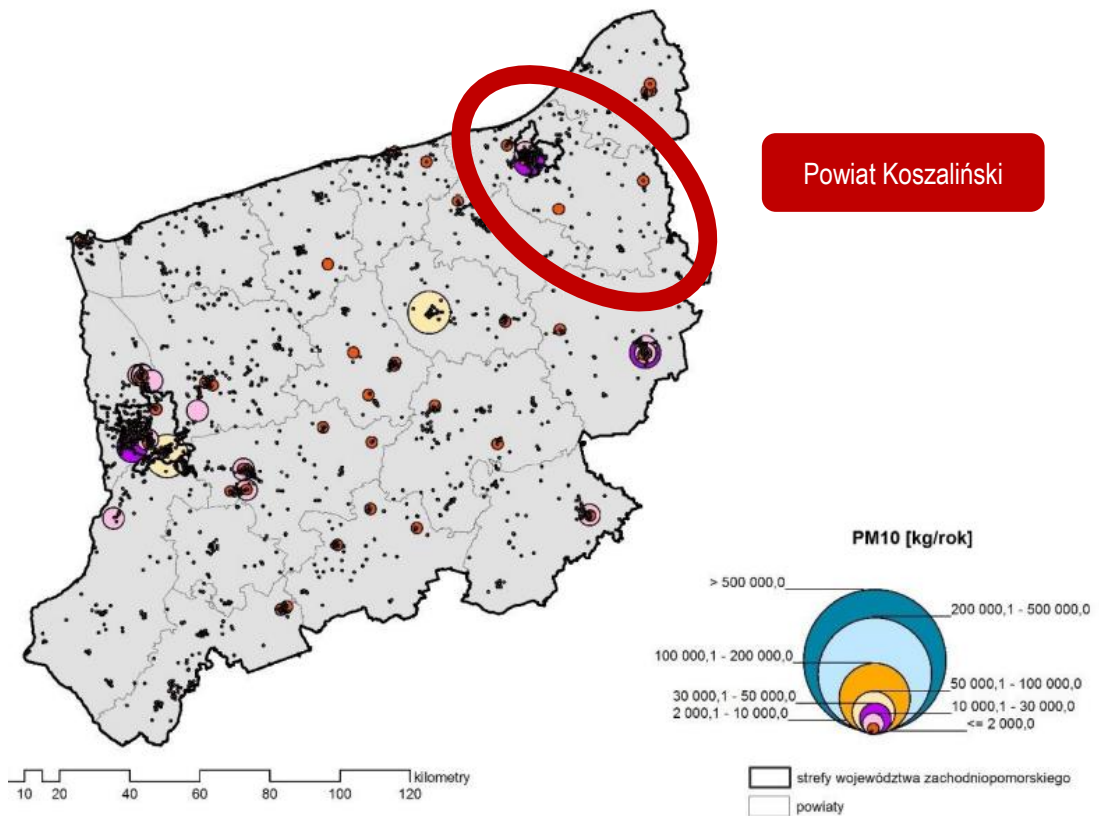 Powiat Koszaliński
PM10 [kg/rok]
> 500 000,0
200 000,1 - 500 000,0
100 000,1 - 200 000,0
50 000,1 - 100 000,0
30 000,1 - 50 000,0
10 000,1 - 30 000,0
2 000,1 - 10 000,0
<= 2 000,0
kilometry
10 20 40 60 80 100 120
strefy województwa zachodniopomorskiego
powiaty